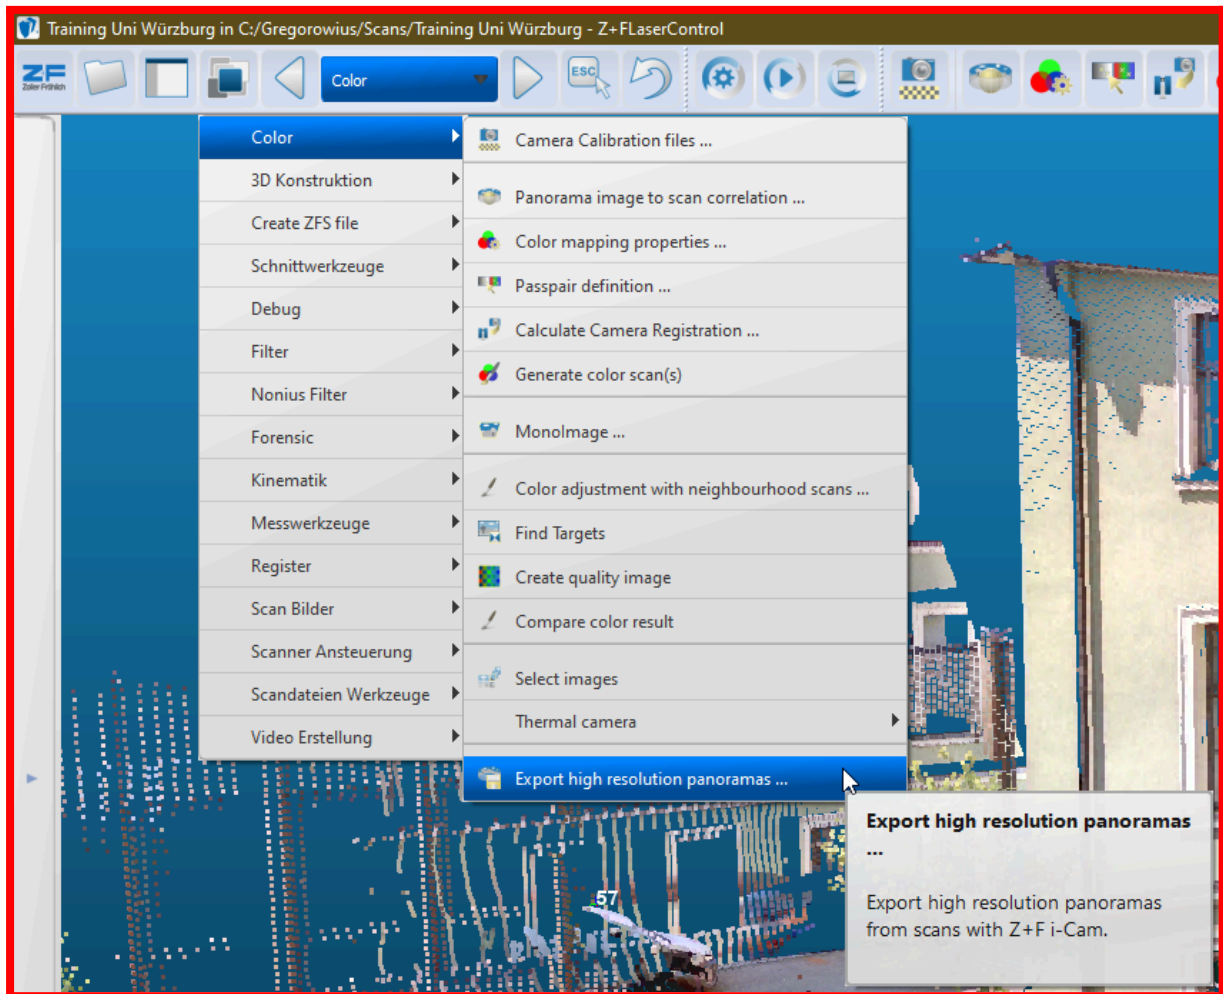 Training Uni Würzburg in C:/Gregorowius/Scans/Training Uni Würzburg - Z+FLaserControl
ZF
Zoller+Fröhlich
Color
ESC
n
Color
3D Konstruktion
Create ZFS file
Schnittwerkzeuge
Debug
Filter
Nonius Filter
Forensic
Kinematik
Messwerkzeuge
Register
Scan Bilder
Scanner Ansteuerung
Scandateien Werkzeuge
Video Erstellung
Camera Calibration files ...
Panorama image to scan correlation ...
Color mapping properties ...
Passpair definition ...
n
Calculate Camera Registration ...
Generate color scan(s)
MonoImage ...
Color adjustment with neighbourhood scans ...
Find Targets
Create quality image
Compare color result
Select images
Thermal camera
Export high resolution panoramas ...
Export high resolution panoramas
...
Export high resolution panoramas
from scans with Z+F i-Cam.
57